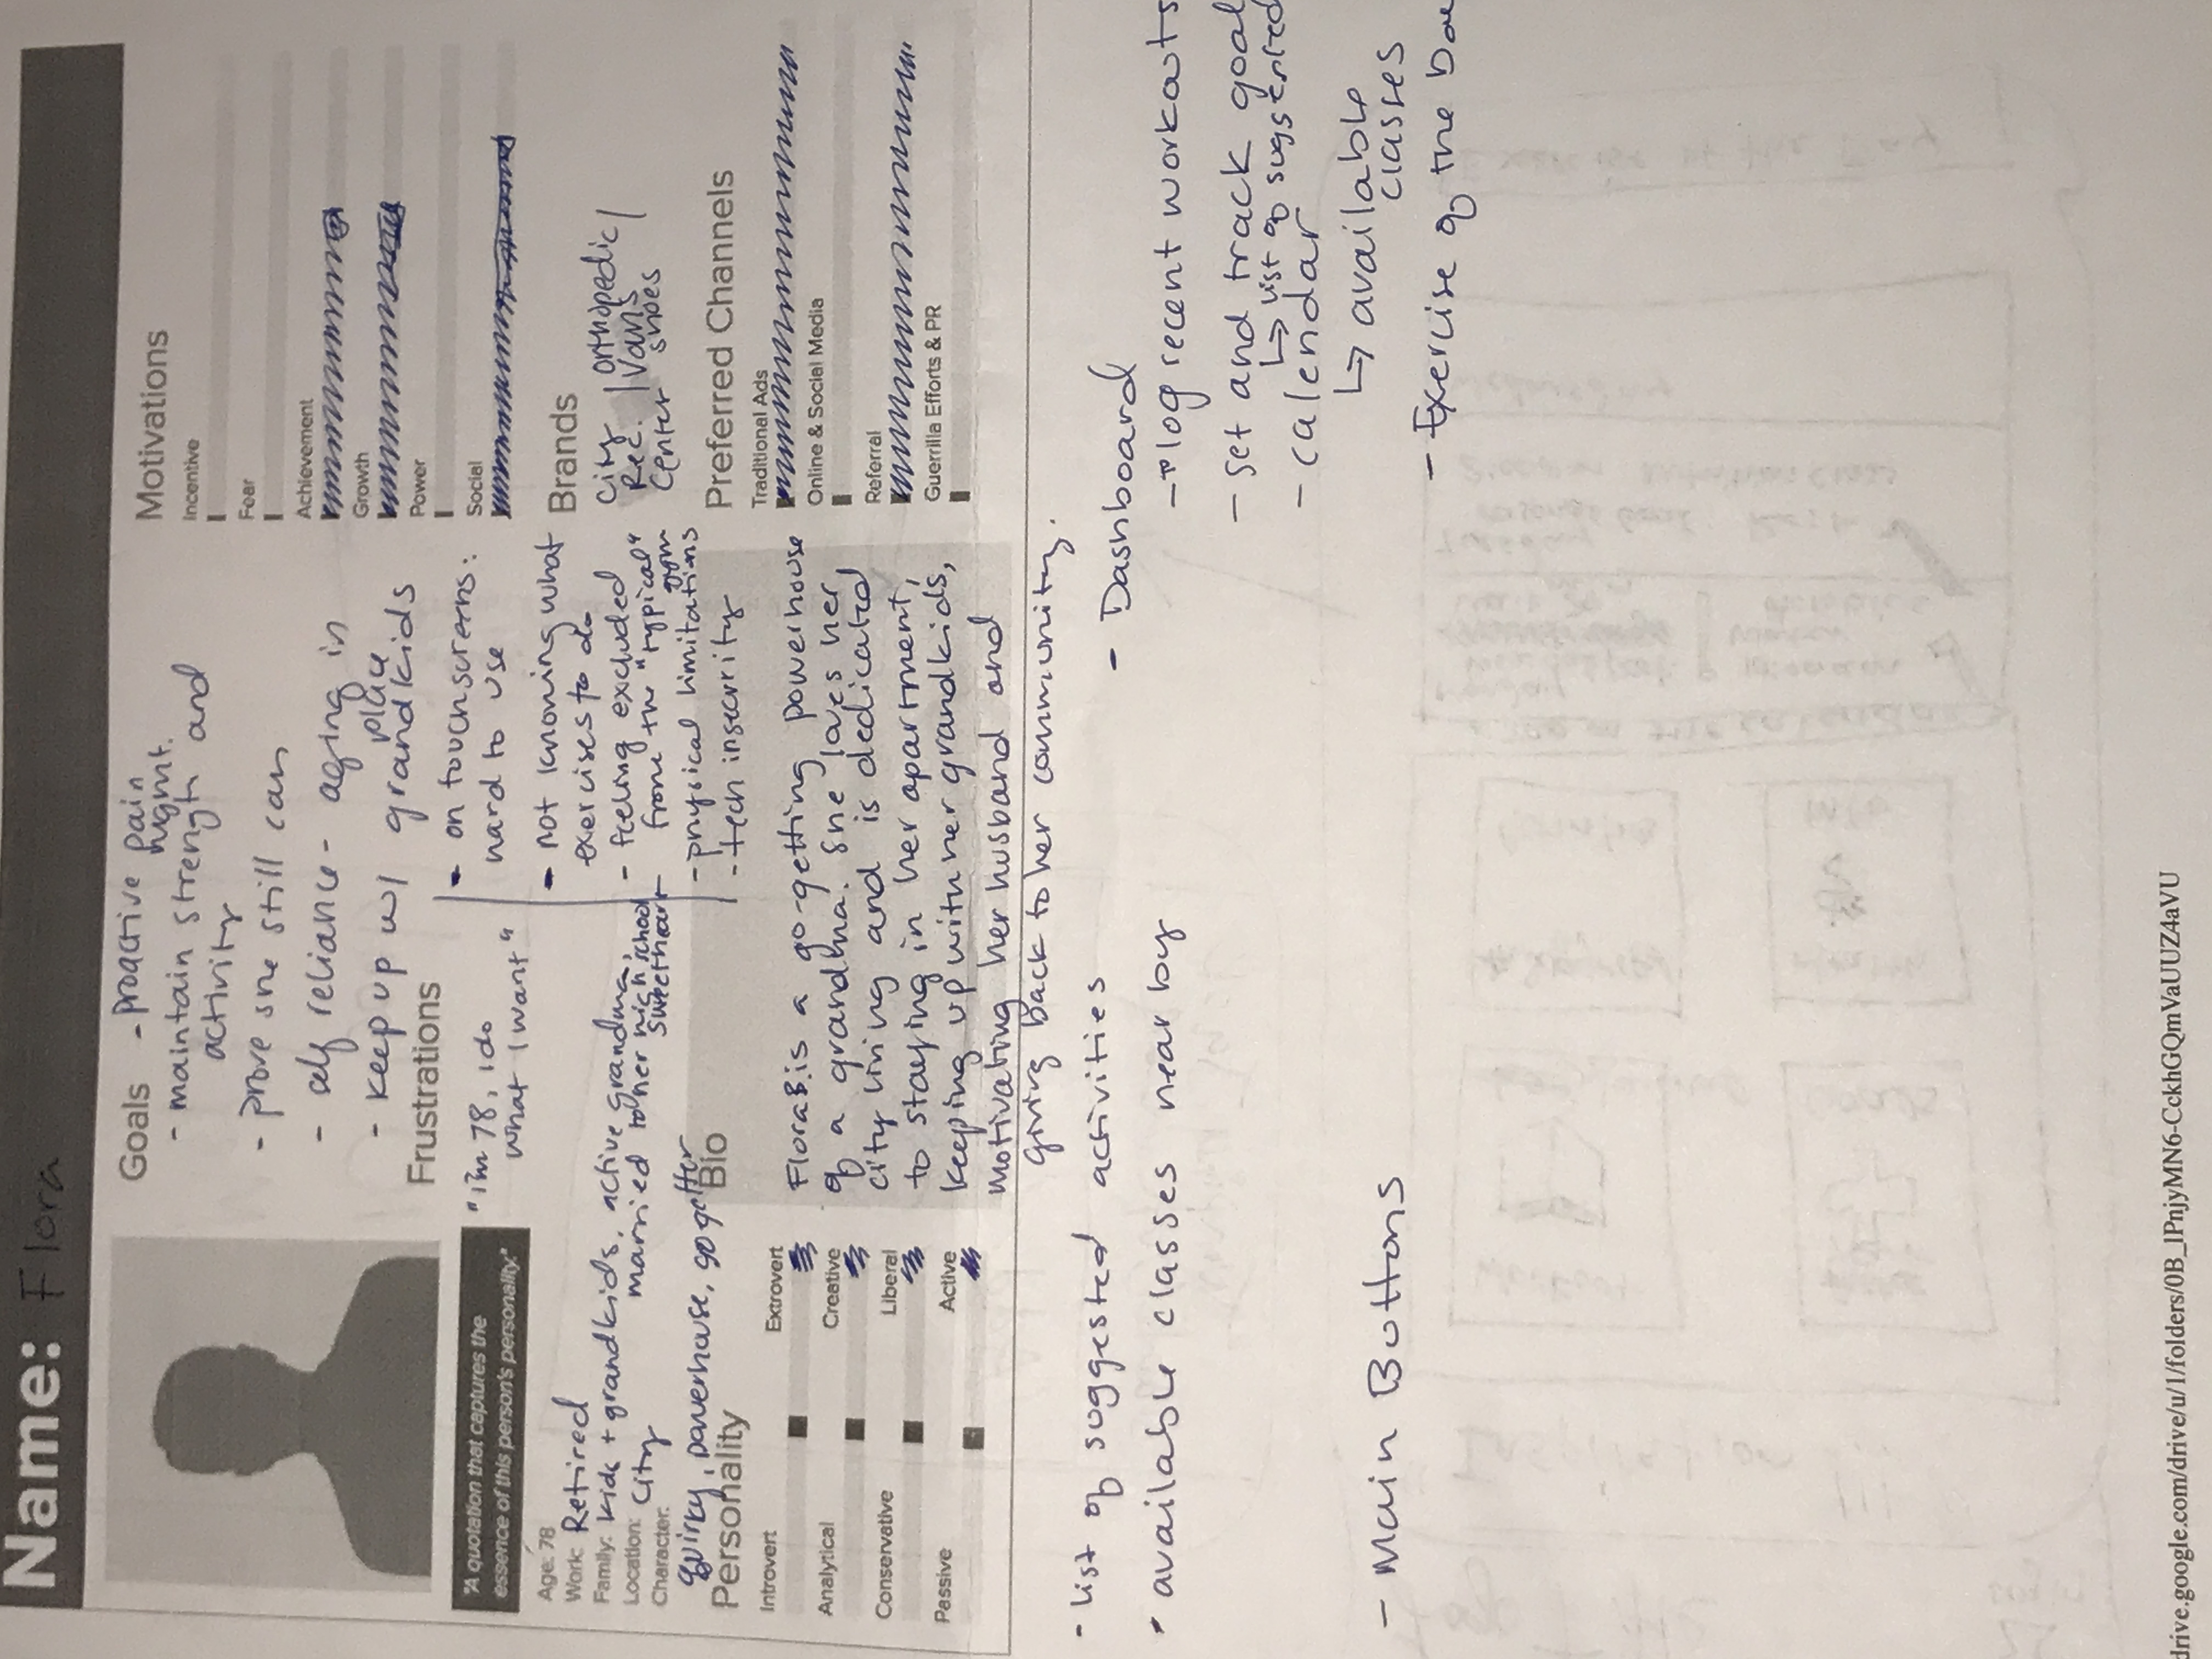 Name: Flora
Goals - proactive pain
mgmt.
- maintain strength and
activity
- prove she still can
- self reliance - aging in
place
- keep up w/ grandkids
Frustrations
"A quotation that captures the
essence of this person's personality."
"i'm 78, I do
what I want"
- on touchscreens:
hard to use
- not knowing what
exercises to do
- feeling excluded
from the "typical"
gym
- physical limitations
- tech insecurity
Age: 78
Work: Retired
Family: kids + grandkids, active grandma,
married to her high school
sweetheart
Location: City
Character:
quirky, powerhouse, go getter
Personality
Introvert Extrovert
Analytical Creative
Conservative Liberal
Passive Active
Bio
Flora B. is a go-getting powerhouse
of a grandma. She loves her
city living and is dedicated
to staying in her apartment,
keeping up with her grandkids,
motivating her husband and
giving back to her community.
Motivations
Incentive
Fear
Achievement
Growth
Power
Social
Brands
City | orthopedic |
Rec. | Vans
Center shoes
Preferred Channels
Traditional Ads
Online & Social Media
Referral
Guerrilla Efforts & PR
- list of suggested activities
- available classes near by
- Main Buttons
- Dashboard
- log recent workouts
- set and track goal
↳ list of suggested
- calendar
↳ available
classes
- Exercise of the
drive.google.com/drive/u/1/folders/0B_lPnjyMN6-CckhGQmVaUUZ4aVU